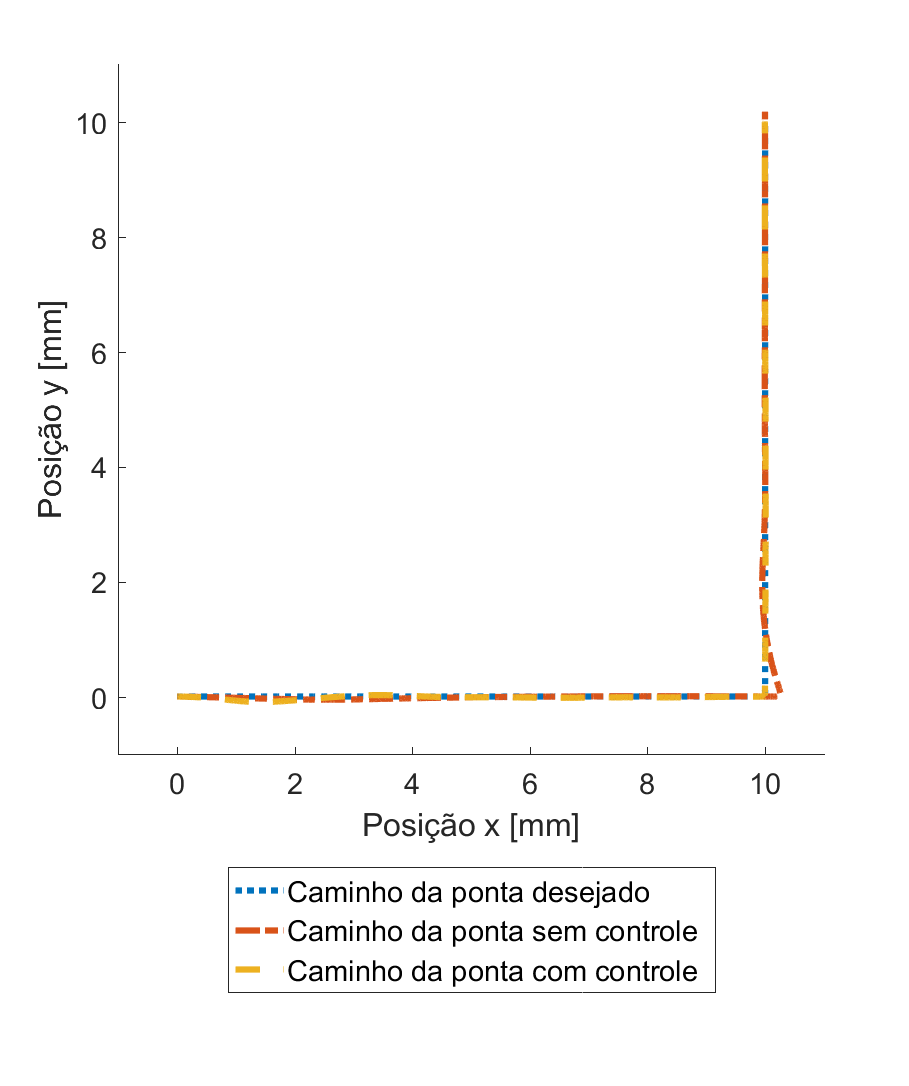 10
8
6
4
2
0
Posição y [mm]
0 2 4 6 8 10
Posição x [mm]
Caminho da ponta desejado
Caminho da ponta sem controle
Caminho da ponta com controle